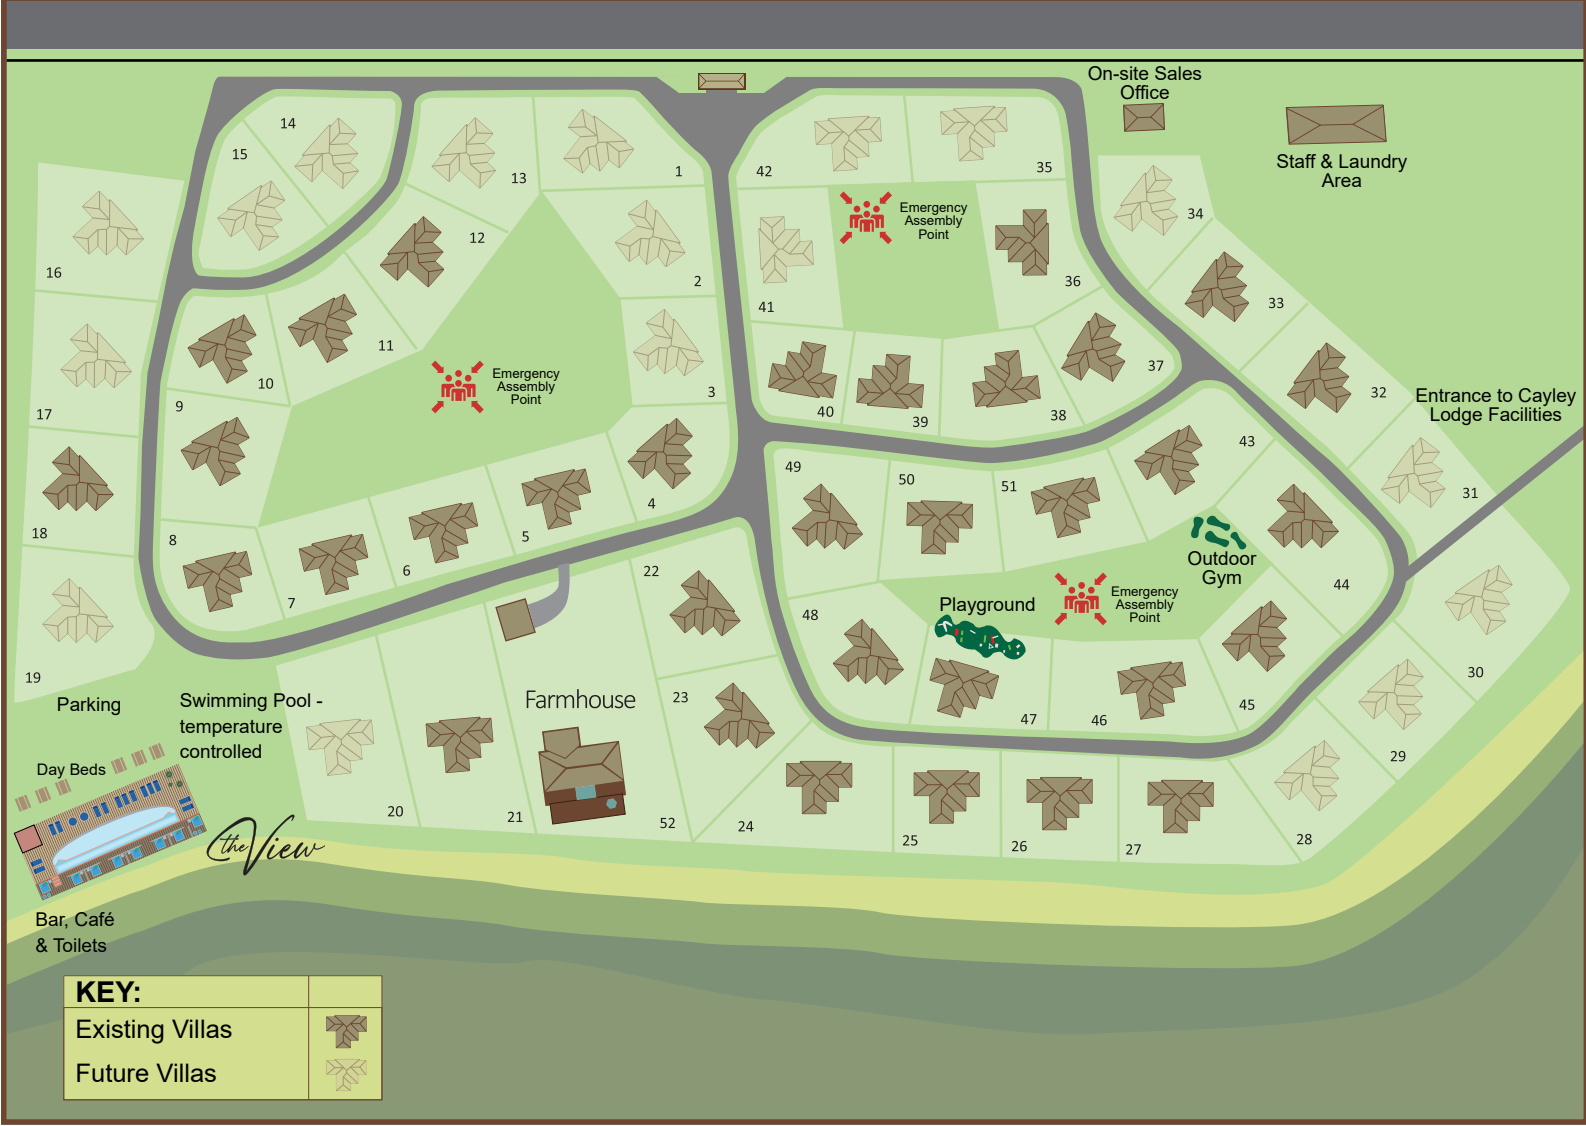 On-site Sales
Office
Staff & Laundry
Area
14
15
13
1
42
35
34
12
16
2
Emergency
Assembly
Point
41
36
33
11
10
9
17
3
Emergency
Assembly
Point
40
39
38
37
32
Entrance to Cayley
Lodge Facilities
18
8
4
5
6
7
49
50
51
43
31
44
Outdoor
Gym
Emergency
Assembly
Point
Playground
22
48
19
23
47
46
45
30
29
Parking
Swimming Pool -
temperature
controlled
Day Beds
Farmhouse
20
21
52
24
25
26
27
28
the View
Bar, Café
& Toilets
KEY:
Existing Villas
Future Villas